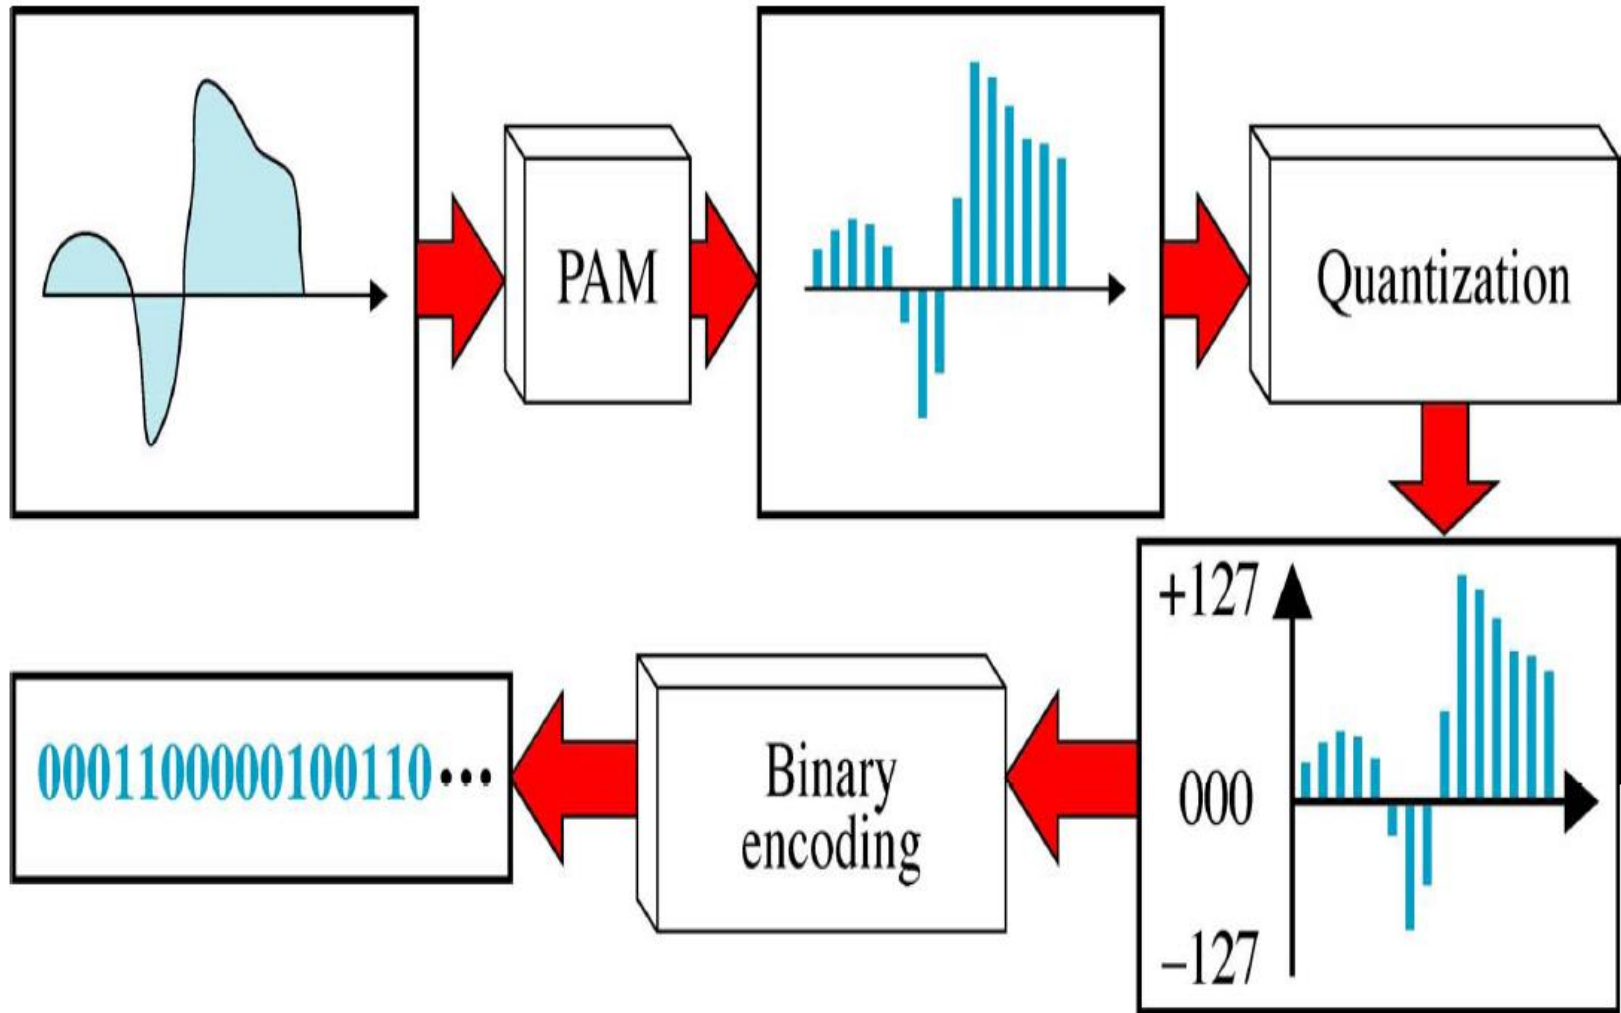 PAM
Quantization
+127
000
–127
Binary
encoding
0001100000100110...